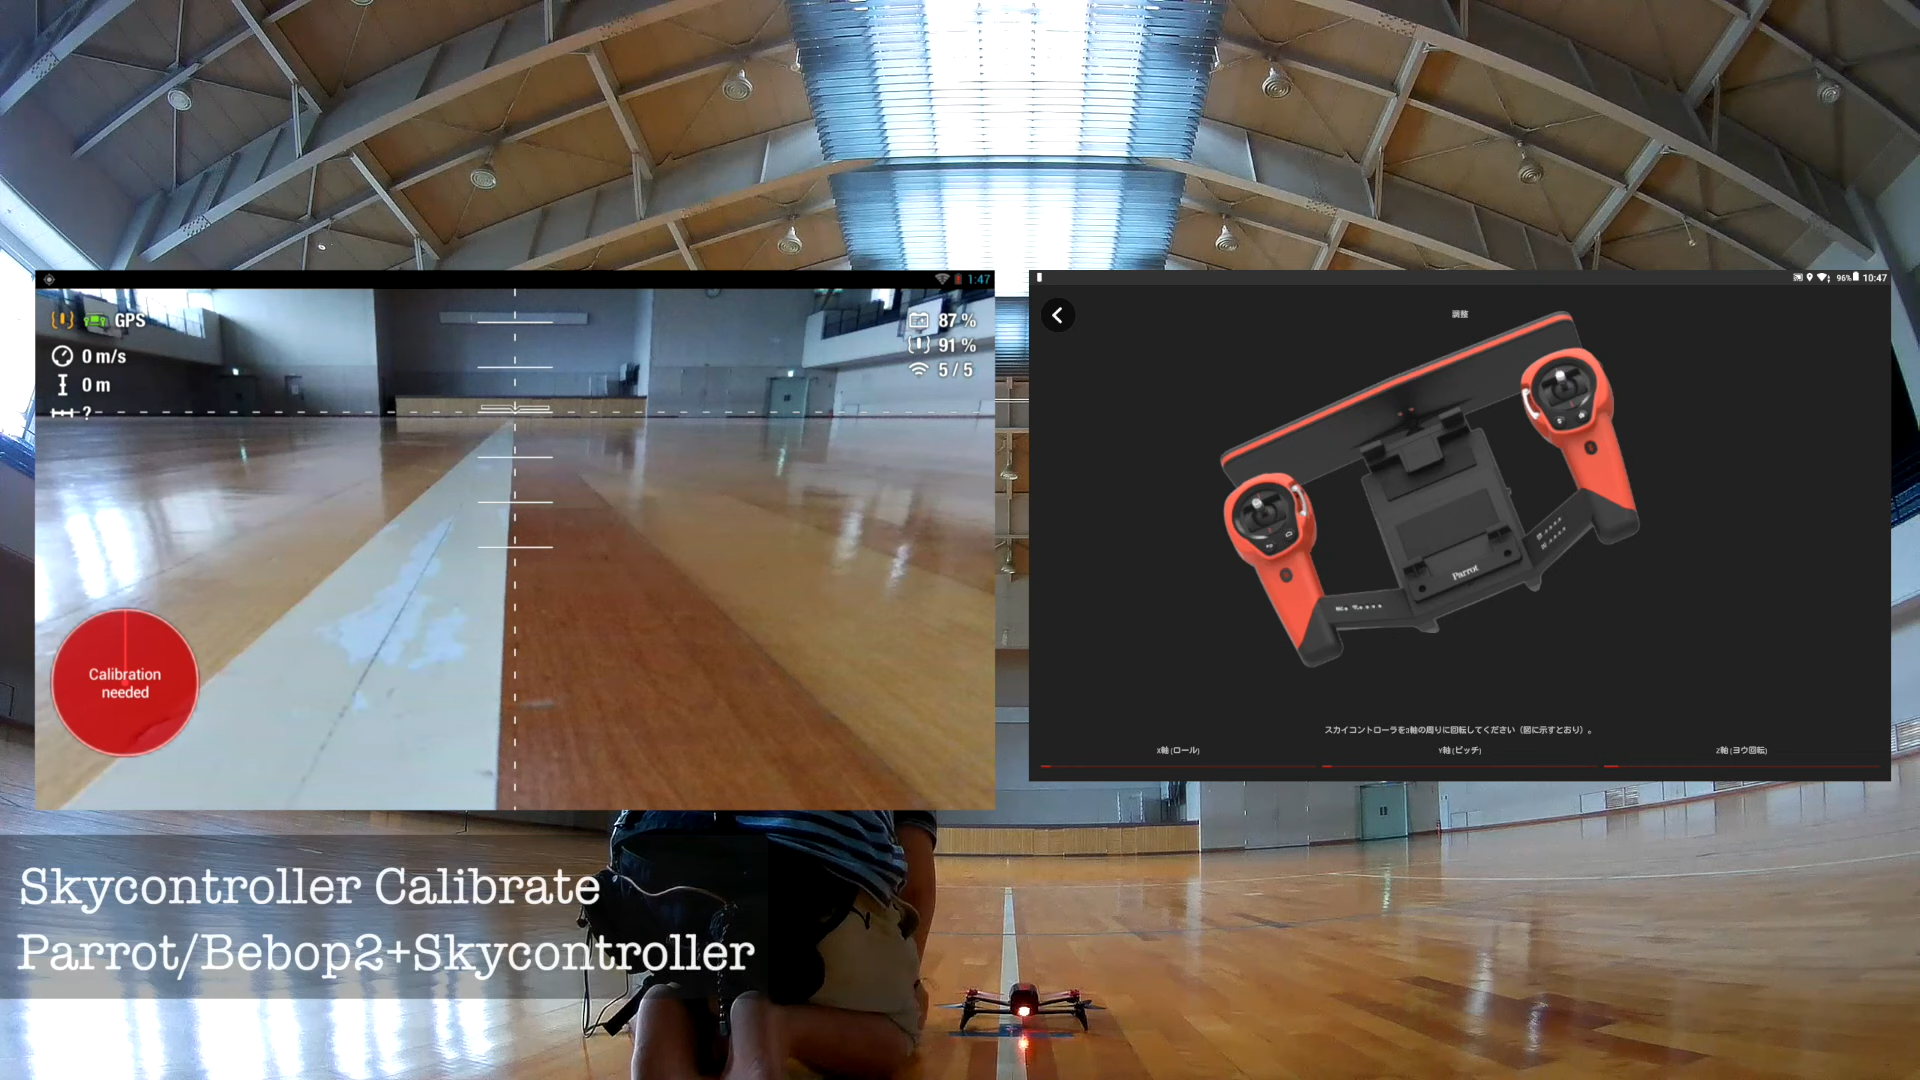 1:47
GPS
0 m/s
0 m
?
87 %
91 %
5 / 5
Calibration
needed
96% 10:47
調整
Parrot
スカイコントローラを3軸の周りに回転してください（図に示すとおり）。
X軸 (ロール)
Y軸 (ピッチ)
Z軸 (ヨウ回転)
Skycontroller Calibrate
Parrot/Bebop2+Skycontroller